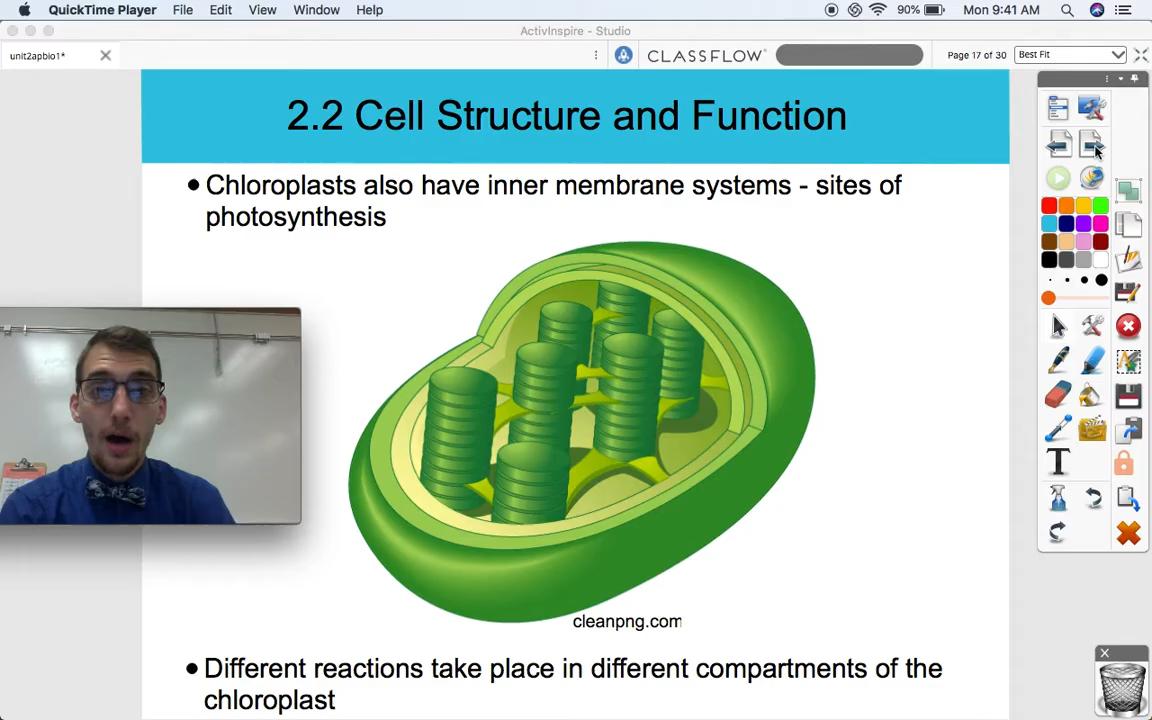 QuickTime Player File Edit View Window Help 90% Mon 9:41 AM
ActivInspire - Studio
unit2apbio1* CLASSFLOW Page 17 of 30 Best Fit
2.2 Cell Structure and Function
• Chloroplasts also have inner membrane systems - sites of
photosynthesis
cleanpng.com
• Different reactions take place in different compartments of the
chloroplast